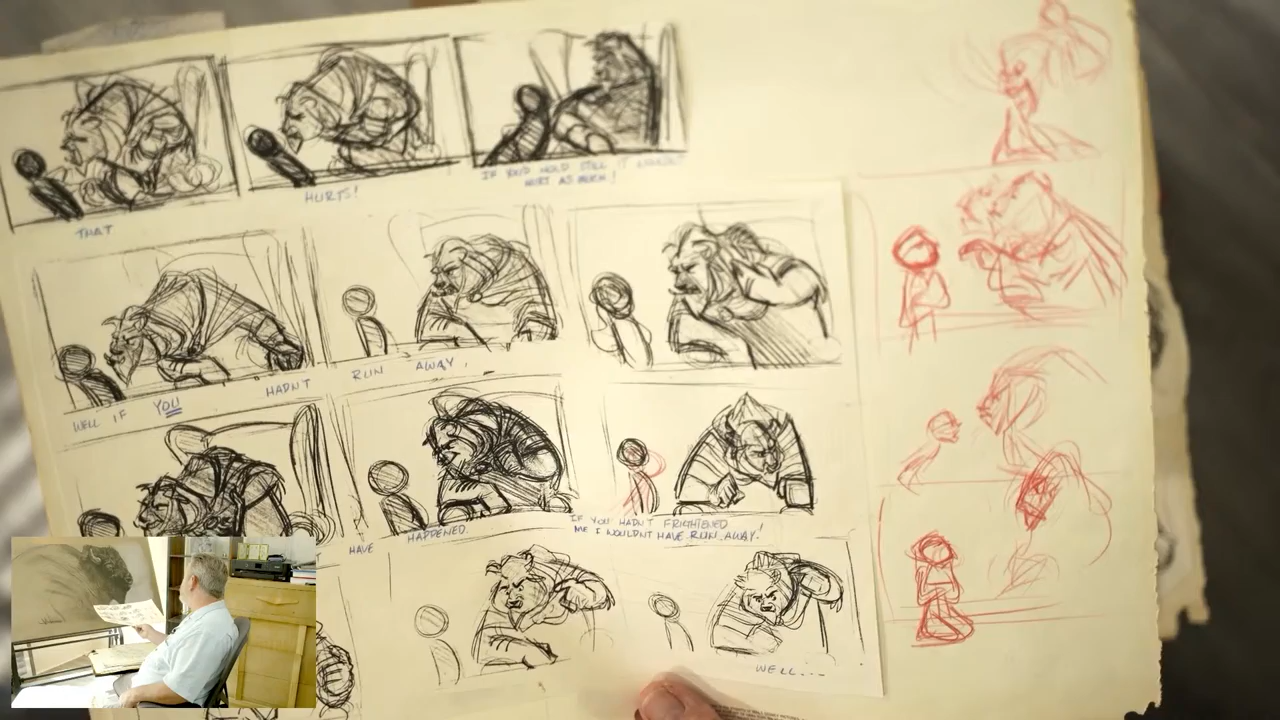 THAT
HURTS!
IF YOU'D HOLD STILL IT WOULDN'T
HURT AS MUCH!
WELL IF YOU HADN'T RUN AWAY,
HAVE HAPPENED.
IF YOU HADN'T FRIGHTENED
ME I WOULDN'T HAVE RUN AWAY!
WELL...